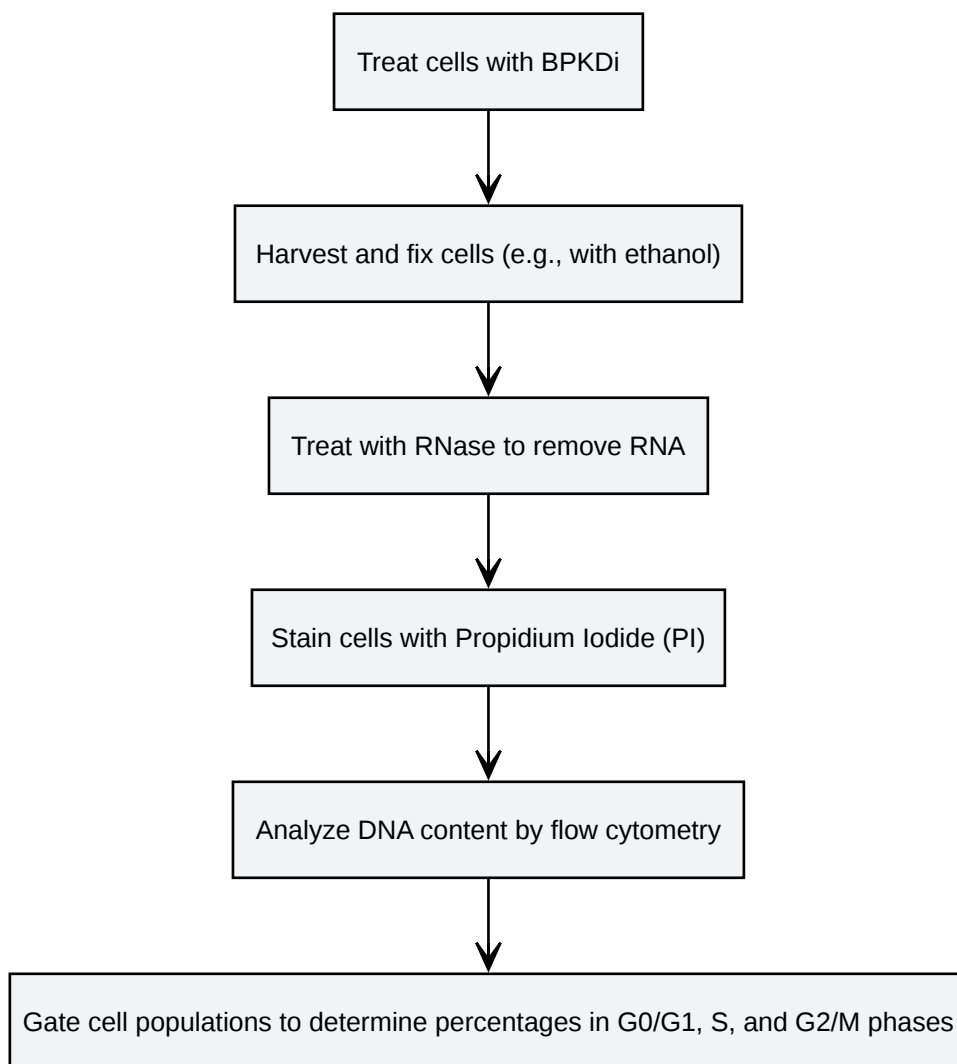 Treat cells with BPKDi
Harvest and fix cells (e.g., with ethanol)
Treat with RNase to remove RNA
Stain cells with Propidium Iodide (PI)
Analyze DNA content by flow cytometry
Gate cell populations to determine percentages in G0/G1, S, and G2/M phases